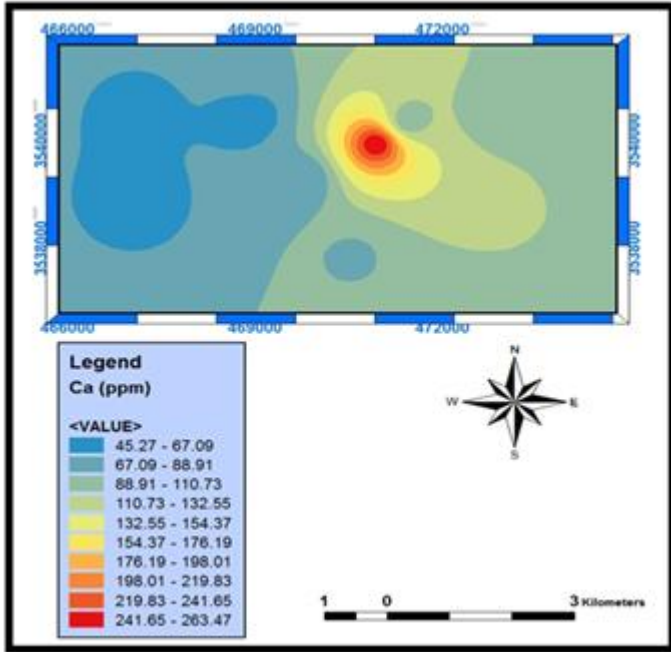 466000 469000 472000
3540000
3538000
3540000
3538000
466000 469000 472000
Legend
Ca (ppm)
<VALUE>
45.27 - 67.09
67.09 - 88.91
88.91 - 110.73
110.73 - 132.55
132.55 - 154.37
154.37 - 176.19
176.19 - 198.01
198.01 - 219.83
219.83 - 241.65
241.65 - 263.47
N
W E
S
1 0 3 Kilometers